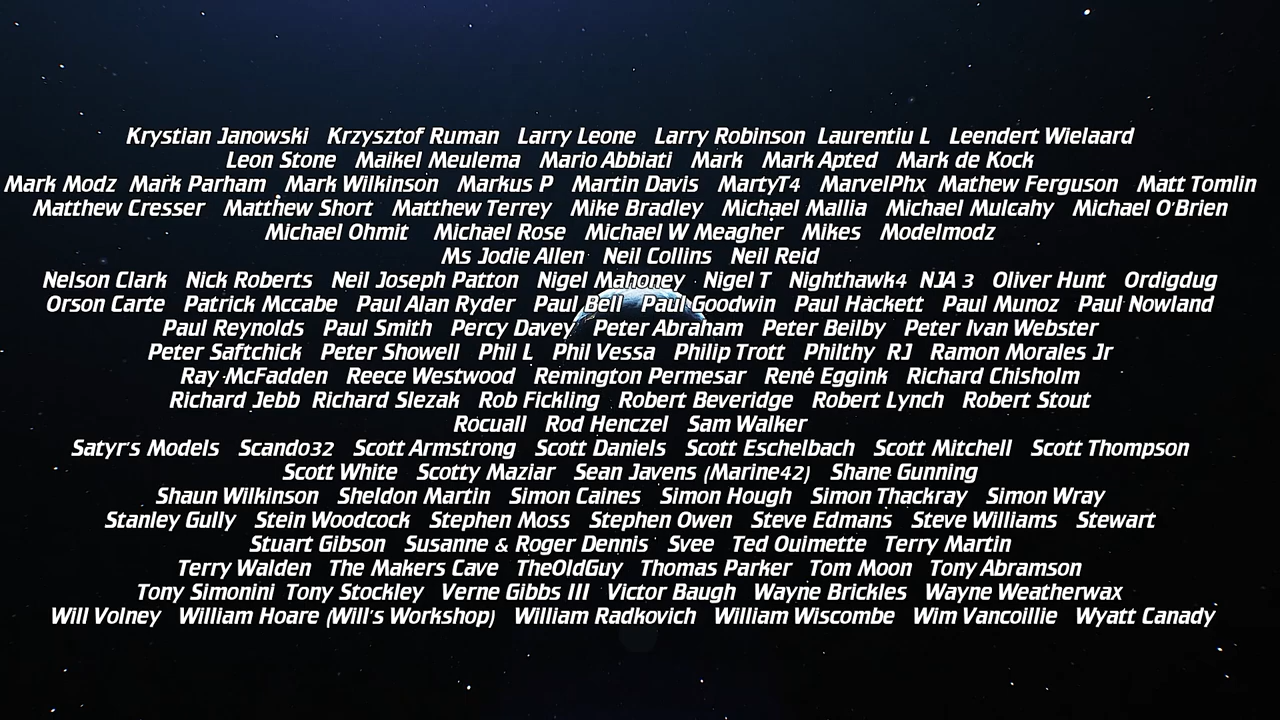 Krystian Janowski Krzysztof Ruman Larry Leone Larry Robinson Laurentiu L Leendert Wielaard
Leon Stone Maikel Meulema Mario Abbiati Mark Mark Apted Mark de Kock
Mark Modz Mark Parham Mark Wilkinson Markus P Martin Davis MartyT4 MarvelPhx Mathew Ferguson Matt Tomlin
Matthew Cresser Matthew Short Matthew Terrey Mike Bradley Michael Mallia Michael Mulcahy Michael O'Brien
Michael Ohmit Michael Rose Michael W Meagher Mikes Modelmodz
Ms Jodie Allen Neil Collins Neil Reid
Nelson Clark Nick Roberts Neil Joseph Patton Nigel Mahoney Nigel T Nighthawk4 NJA 3 Oliver Hunt Ordigdug
Orson Carte Patrick Mccabe Paul Alan Ryder Paul Bell Paul Goodwin Paul Hackett Paul Munoz Paul Nowland
Paul Reynolds Paul Smith Percy Davey Peter Abraham Peter Beilby Peter Ivan Webster
Peter Saftchick Peter Showell Phil L Phil Vessa Philip Trott Philthy RJ Ramon Morales Jr
Ray McFadden Reece Westwood Remington Permesar René Eggink Richard Chisholm
Richard Jebb Richard Slezak Rob Fickling Robert Beveridge Robert Lynch Robert Stout
Rocuall Rod Henczel Sam Walker
Satyr's Models Scando32 Scott Armstrong Scott Daniels Scott Eschelbach Scott Mitchell Scott Thompson
Scott White Scotty Maziar Sean Javens (Marine42) Shane Gunning
Shaun Wilkinson Sheldon Martin Simon Caines Simon Hough Simon Thackray Simon Wray
Stanley Gully Stein Woodcock Stephen Moss Stephen Owen Steve Edmans Steve Williams Stewart
Stuart Gibson Susanne & Roger Dennis Svee Ted Ouimette Terry Martin
Terry Walden The Makers Cave TheOldGuy Thomas Parker Tom Moon Tony Abramson
Tony Simonini Tony Stockley Verne Gibbs III Victor Baugh Wayne Brickles Wayne Weatherwax
Will Volney William Hoare (Will's Workshop) William Radkovich William Wiscombe Wim Vancoillie Wyatt Canady